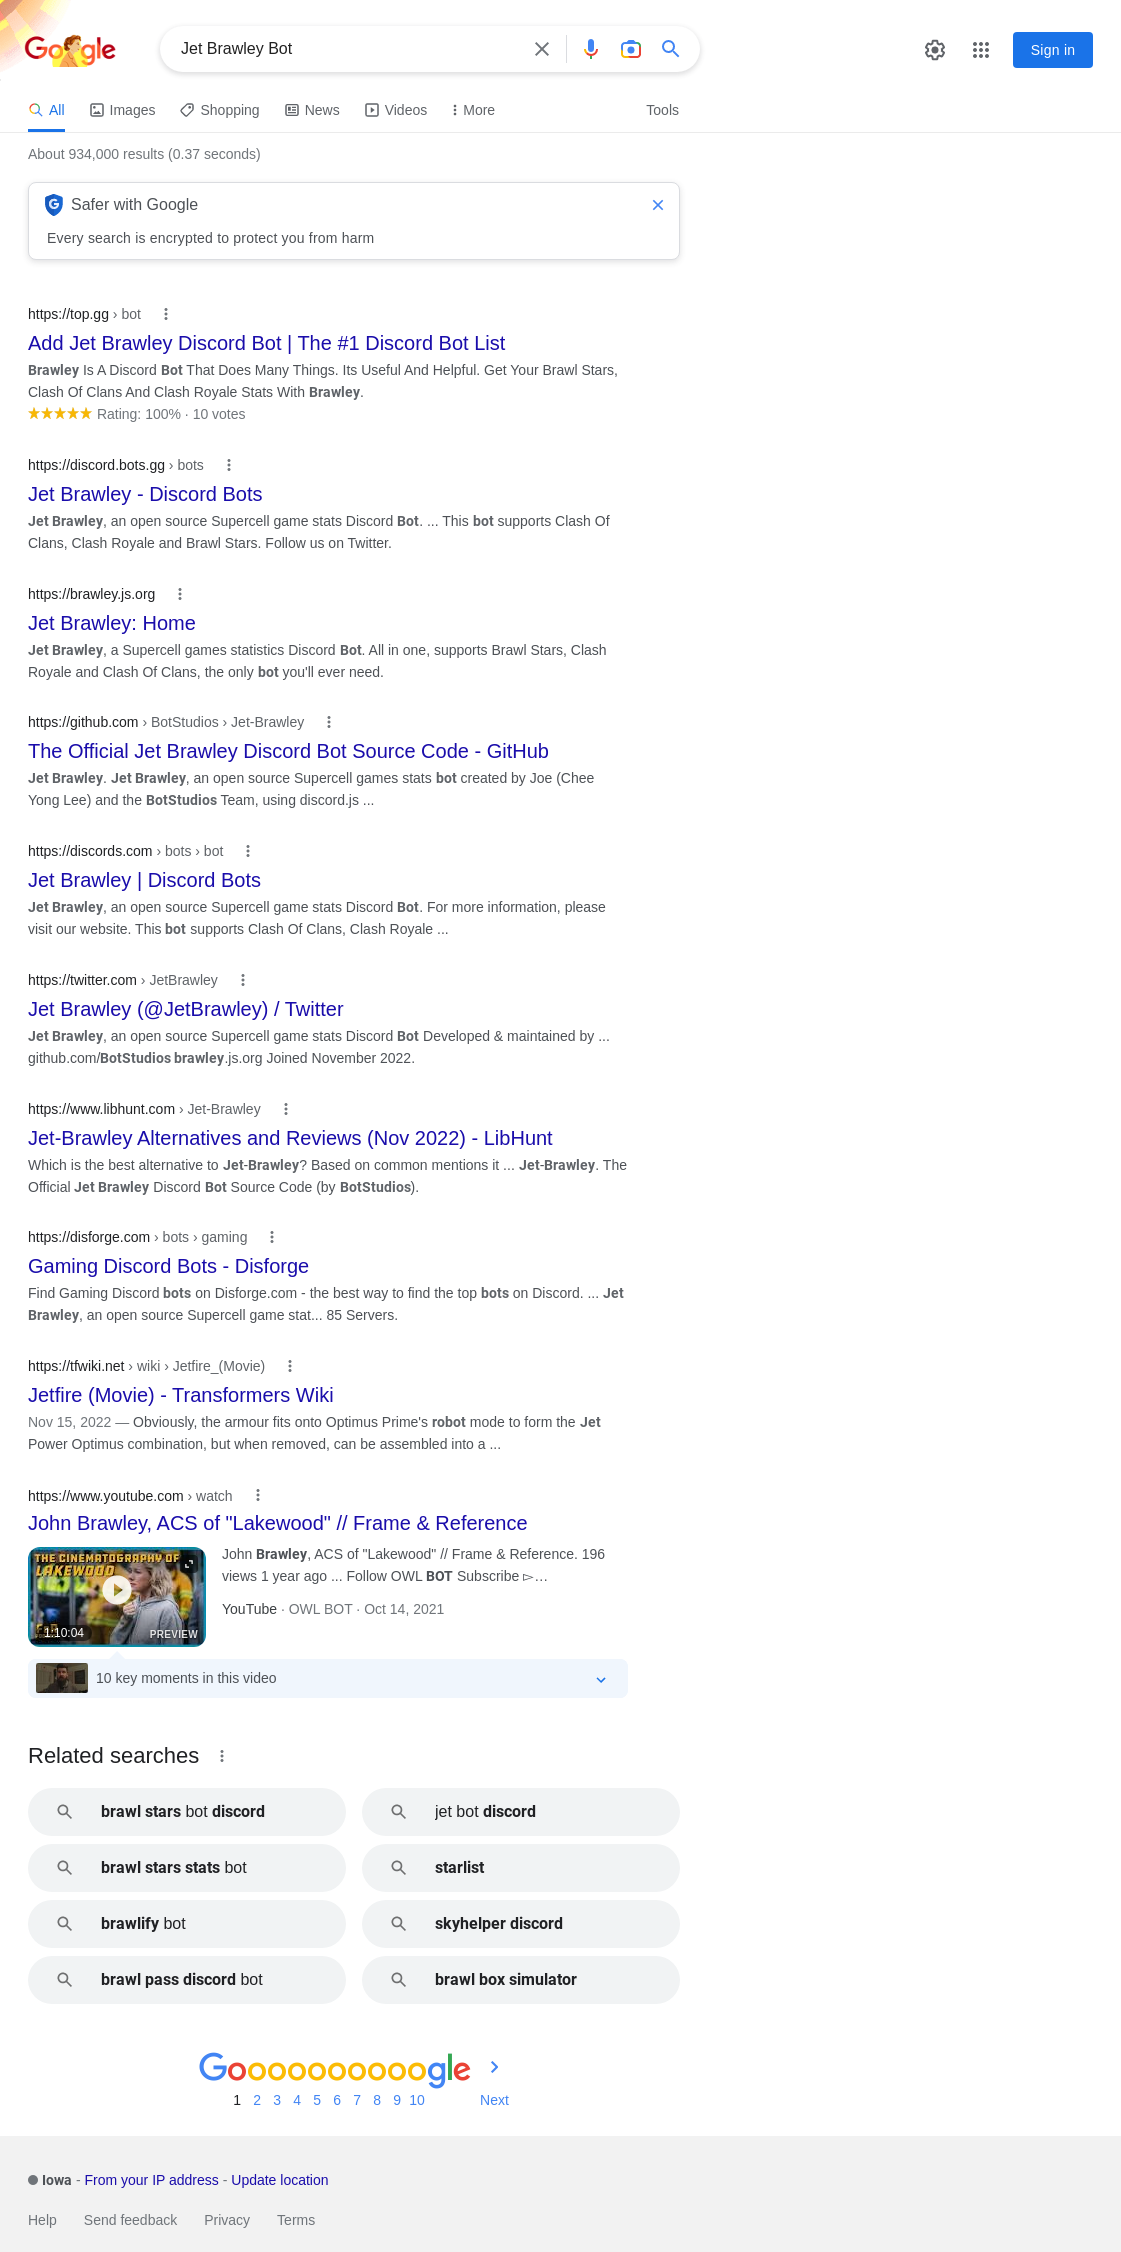 Google
Jet Brawley Bot
Sign in
All Images Shopping News Videos More Tools
About 934,000 results (0.37 seconds)
Safer with Google
Every search is encrypted to protect you from harm
https://top.gg › bot
Add Jet Brawley Discord Bot | The #1 Discord Bot List
Brawley Is A Discord Bot That Does Many Things. Its Useful And Helpful. Get Your Brawl Stars,
Clash Of Clans And Clash Royale Stats With Brawley.
Rating: 100% · 10 votes
https://discord.bots.gg › bots
Jet Brawley - Discord Bots
Jet Brawley, an open source Supercell game stats Discord Bot. ... This bot supports Clash Of
Clans, Clash Royale and Brawl Stars. Follow us on Twitter.
https://brawley.js.org
Jet Brawley: Home
Jet Brawley, a Supercell games statistics Discord Bot. All in one, supports Brawl Stars, Clash
Royale and Clash Of Clans, the only bot you'll ever need.
https://github.com › BotStudios › Jet-Brawley
The Official Jet Brawley Discord Bot Source Code - GitHub
Jet Brawley. Jet Brawley, an open source Supercell games stats bot created by Joe (Chee
Yong Lee) and the BotStudios Team, using discord.js ...
https://discords.com › bots › bot
Jet Brawley | Discord Bots
Jet Brawley, an open source Supercell game stats Discord Bot. For more information, please
visit our website. This bot supports Clash Of Clans, Clash Royale ...
https://twitter.com › JetBrawley
Jet Brawley (@JetBrawley) / Twitter
Jet Brawley, an open source Supercell game stats Discord Bot Developed & maintained by ...
github.com/BotStudios brawley.js.org Joined November 2022.
https://www.libhunt.com › Jet-Brawley
Jet-Brawley Alternatives and Reviews (Nov 2022) - LibHunt
Which is the best alternative to Jet-Brawley? Based on common mentions it ... Jet-Brawley. The
Official Jet Brawley Discord Bot Source Code (by BotStudios).
https://disforge.com › bots › gaming
Gaming Discord Bots - Disforge
Find Gaming Discord bots on Disforge.com - the best way to find the top bots on Discord. ... Jet
Brawley, an open source Supercell game stat... 85 Servers.
https://tfwiki.net › wiki › Jetfire_(Movie)
Jetfire (Movie) - Transformers Wiki
Nov 15, 2022 — Obviously, the armour fits onto Optimus Prime's robot mode to form the Jet
Power Optimus combination, but when removed, can be assembled into a ...
https://www.youtube.com › watch
John Brawley, ACS of "Lakewood" // Frame & Reference
THE CINEMATOGRAPHY OF
LAKEWOOD
1:10:04
PREVIEW
John Brawley, ACS of "Lakewood" // Frame & Reference. 196
views 1 year ago ... Follow OWL BOT Subscribe ▻…
YouTube · OWL BOT · Oct 14, 2021
10 key moments in this video
Related searches
brawl stars bot discord
jet bot discord
brawl stars stats bot
starlist
brawlify bot
skyhelper discord
brawl pass discord bot
brawl box simulator
Goooooooooogle
1 2 3 4 5 6 7 8 9 10 Next
Iowa - From your IP address - Update location
Help Send feedback Privacy Terms